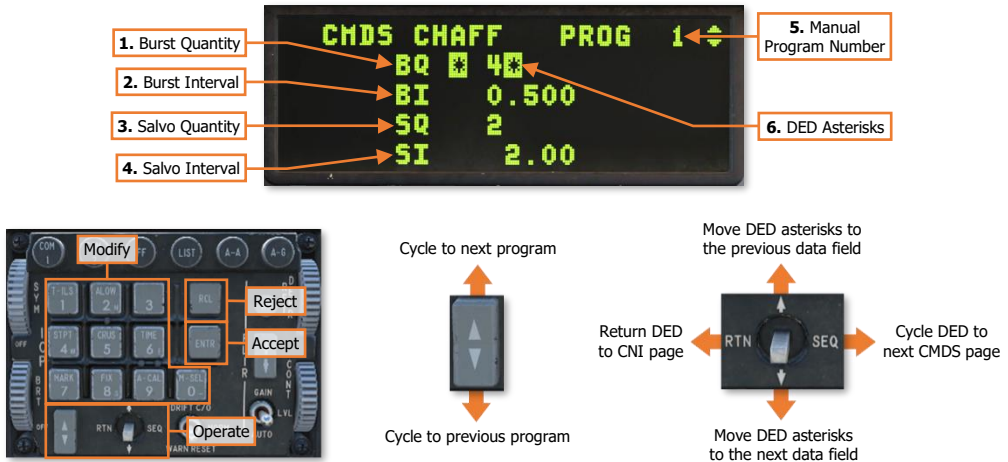 CMDS CHAFF PROG 1
BQ * 4*
BI 0.500
SQ 2
SI 2.00
1. Burst Quantity
2. Burst Interval
3. Salvo Quantity
4. Salvo Interval
5. Manual
Program Number
6. DED Asterisks
COM
1
FF
LIST
A-A
A-G
Modify
SYM
T-ILS
1
ALOW
2 N
3
RCL
Reject
STPT
4 W
CRUS
5
TIME
6 E
ENTR
Accept
OFF
ICP
MARK
7
FIX
8 S
A-CAL
9
M-SEL
0
BRT
CONT
OFF
RTN
SEQ
DRIFT C/O
WARN RESET
Operate
GAIN
LVL
AUTO
Cycle to next program
Cycle to previous program
Move DED asterisks to
the previous data field
Return DED
to CNI page
RTN
SEQ
Cycle DED to
next CMDS page
Move DED asterisks
to the next data field